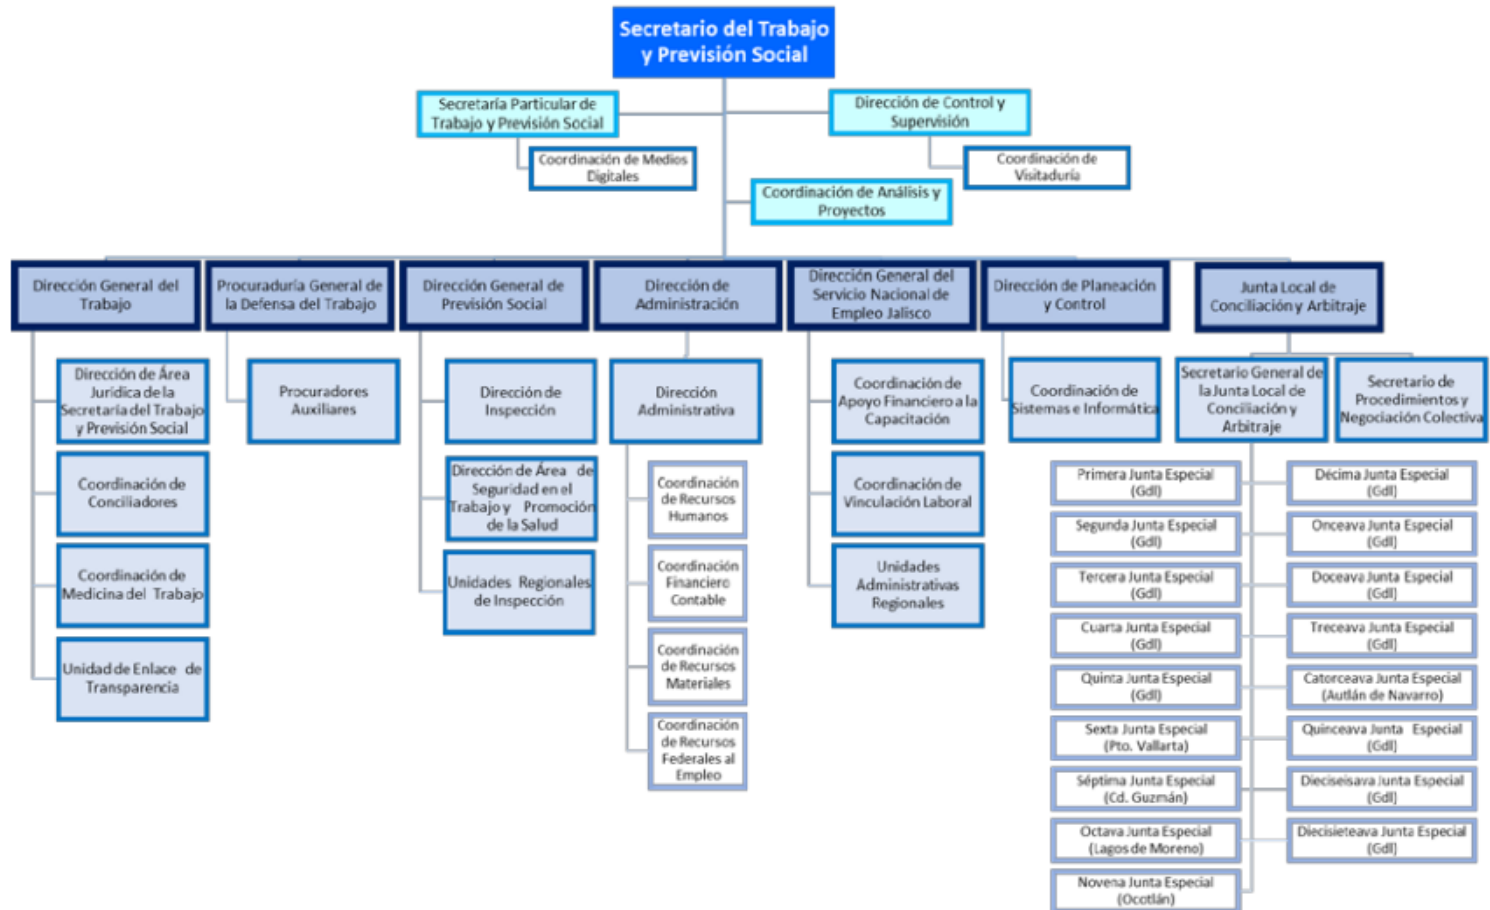 Secretario del Trabajo
y Previsión Social
Secretaría Particular de
Trabajo y Previsión Social
Dirección de Control y
Supervisión
Coordinación de Medios
Digitales
Coordinación de
Visitaduría
Coordinación de Análisis y
Proyectos
Dirección General del
Trabajo
Procuraduría General de
la Defensa del Trabajo
Dirección General de
Previsión Social
Dirección de
Administración
Dirección General del
Servicio Nacional de
Empleo Jalisco
Dirección de Planeación
y Control
Junta Local de
Conciliación y Arbitraje
Dirección de Área
Jurídica de la
Secretaría del Trabajo
y Previsión Social
Coordinación de
Conciliadores
Coordinación de
Medicina del Trabajo
Unidad de Enlace de
Transparencia
Procuradores
Auxiliares
Dirección de
Inspección
Dirección de Área de
Seguridad en el
Trabajo y Promoción
de la Salud
Unidades Regionales
de Inspección
Dirección
Administrativa
Coordinación
de Recursos
Humanos
Coordinación
Financiero
Contable
Coordinación
de Recursos
Materiales
Coordinación
de Recursos
Federales al
Empleo
Coordinación de
Apoyo Financiero a la
Capacitación
Coordinación de
Vinculación Laboral
Unidades
Administrativas
Regionales
Coordinación de
Sistemas e Informática
Secretario General de
la Junta Local de
Conciliación y
Arbitraje
Secretario de
Procedimientos y
Negociación Colectiva
Primera Junta Especial
(Gdl)
Segunda Junta Especial
(Gdl)
Tercera Junta Especial
(Gdl)
Cuarta Junta Especial
(Gdl)
Quinta Junta Especial
(Gdl)
Sexta Junta Especial
(Pto. Vallarta)
Séptima Junta Especial
(Cd. Guzmán)
Octava Junta Especial
(Lagos de Moreno)
Novena Junta Especial
(Ocotlán)
Décima Junta Especial
(Gdl)
Onceava Junta Especial
(Gdl)
Doceava Junta Especial
(Gdl)
Treceava Junta Especial
(Gdl)
Catorceava Junta Especial
(Autlán de Navarro)
Quinceava Junta Especial
(Gdl)
Dieciseisava Junta Especial
(Gdl)
Diecisieteava Junta Especial
(Gdl)